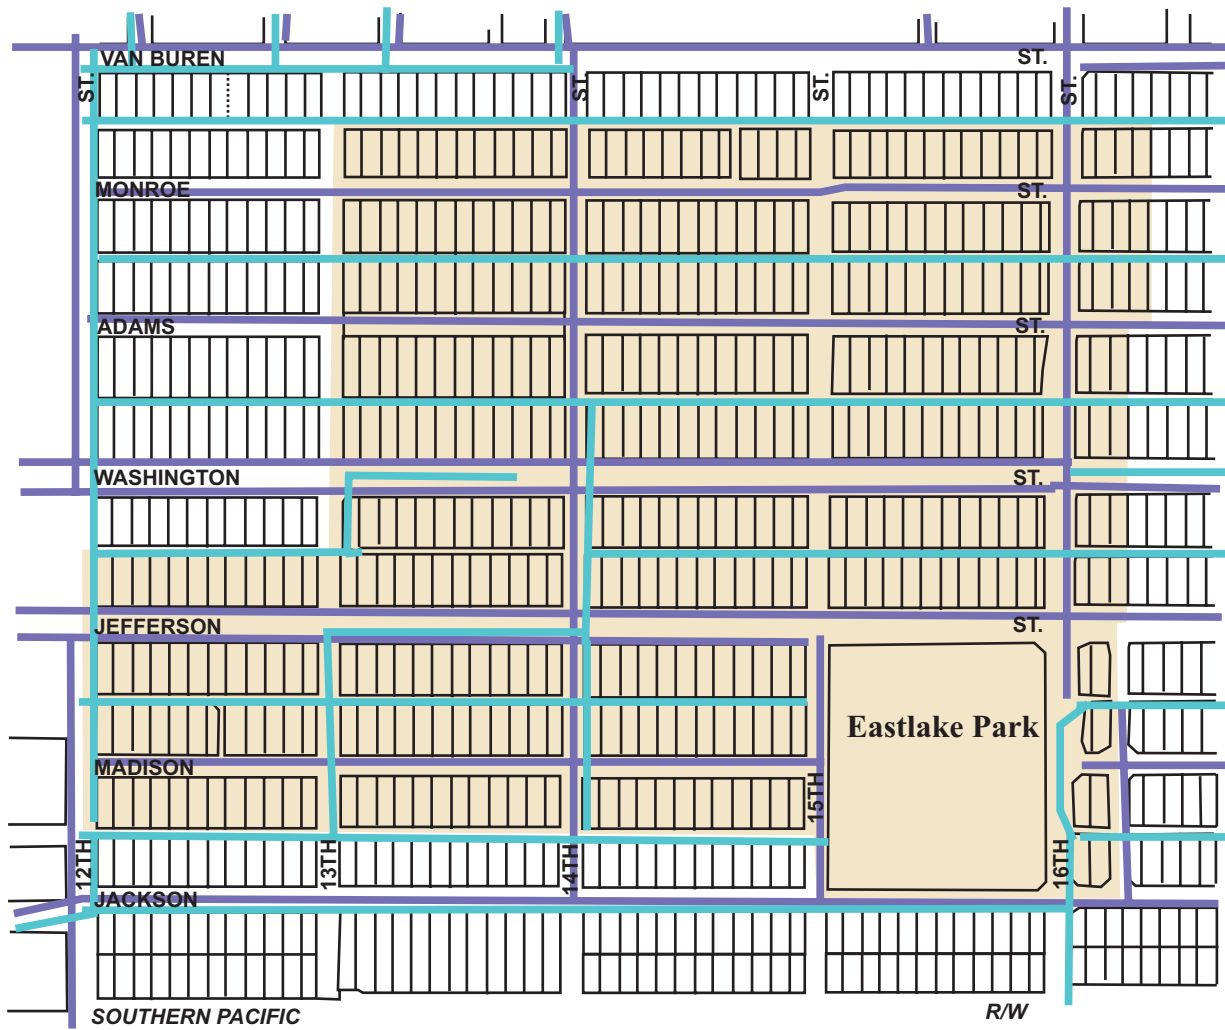 VAN BUREN ST.
ST. ST. ST. ST.
MONROE ST.
ADAMS ST.
WASHINGTON ST.
JEFFERSON ST.
Eastlake Park
MADISON
15TH
12TH 13TH 14TH 16TH
JACKSON
SOUTHERN PACIFIC R/W